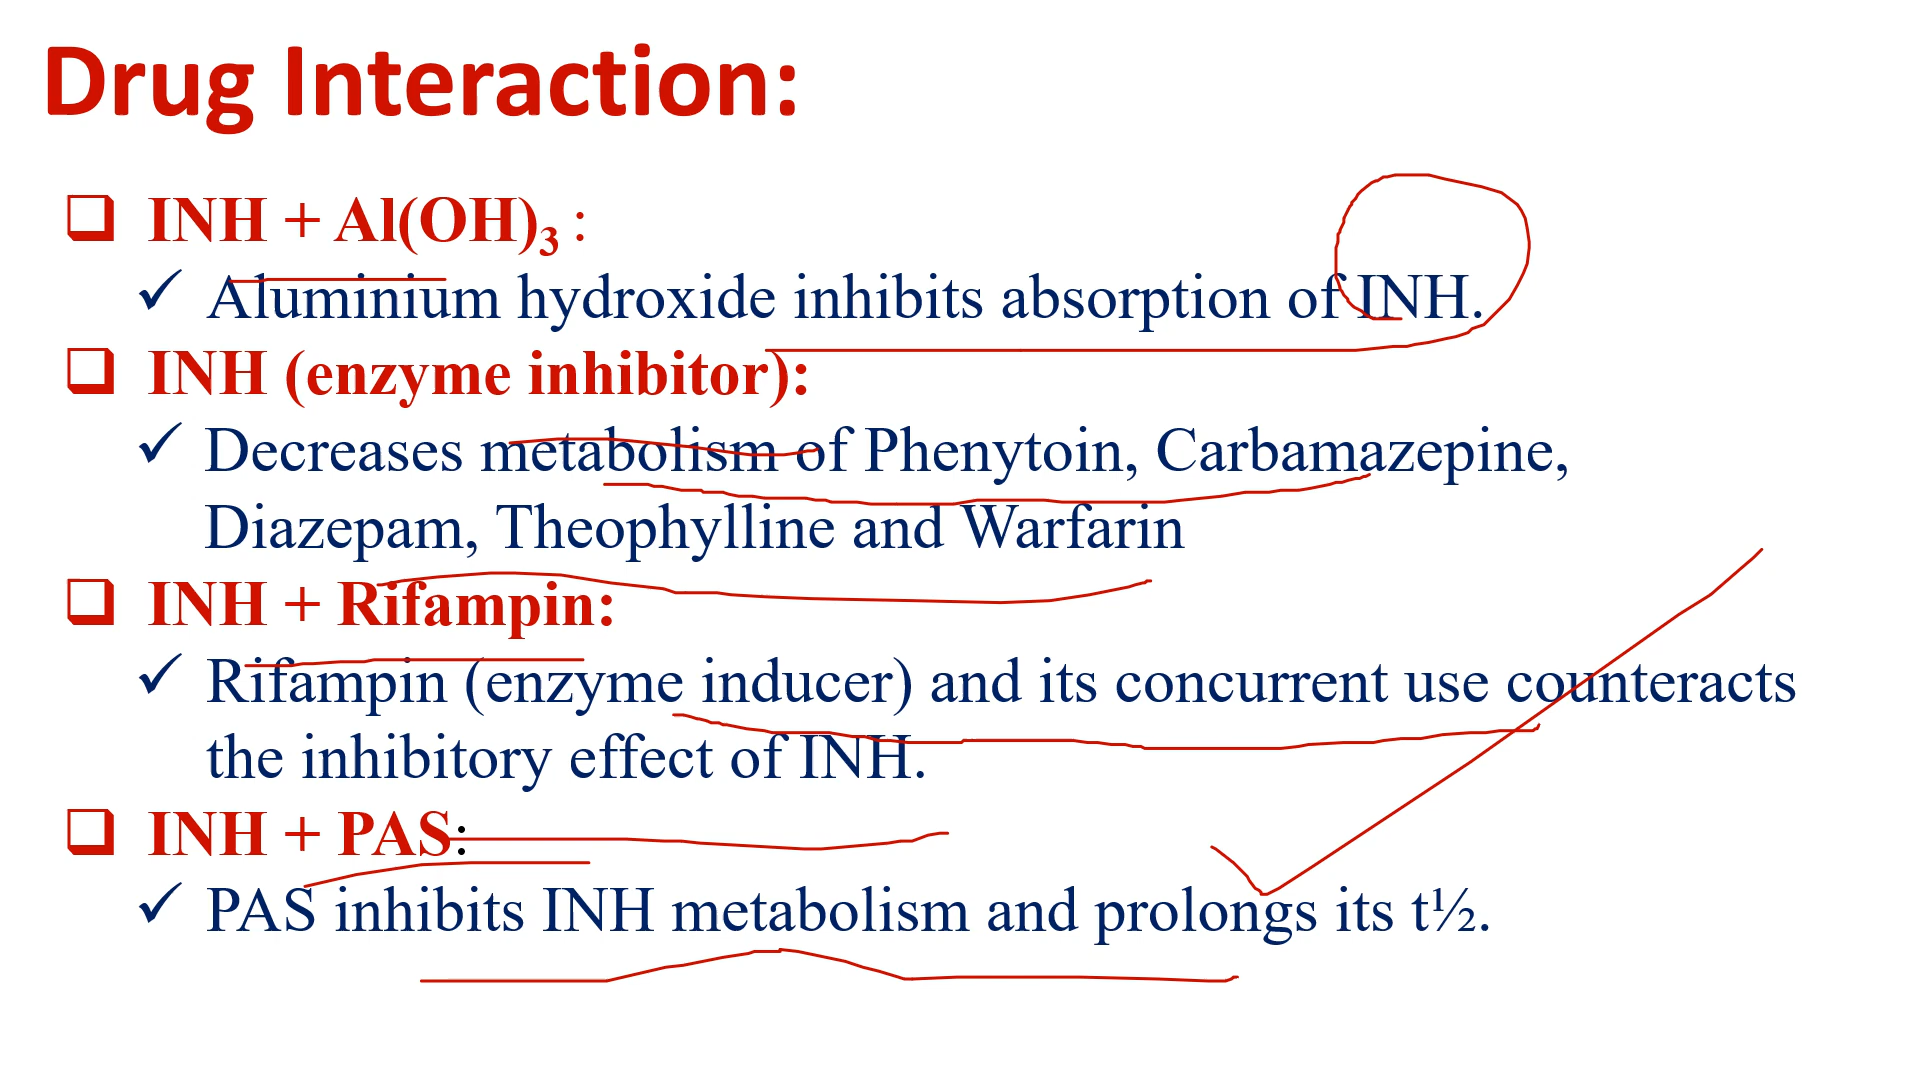 Drug Interaction:
❑ INH + Al(OH)₃ :
✓ Aluminium hydroxide inhibits absorption of INH.
❑ INH (enzyme inhibitor):
✓ Decreases metabolism of Phenytoin, Carbamazepine,
Diazepam, Theophylline and Warfarin
❑ INH + Rifampin:
✓ Rifampin (enzyme inducer) and its concurrent use counteracts
the inhibitory effect of INH.
❑ INH + PAS:
✓ PAS inhibits INH metabolism and prolongs its t½.